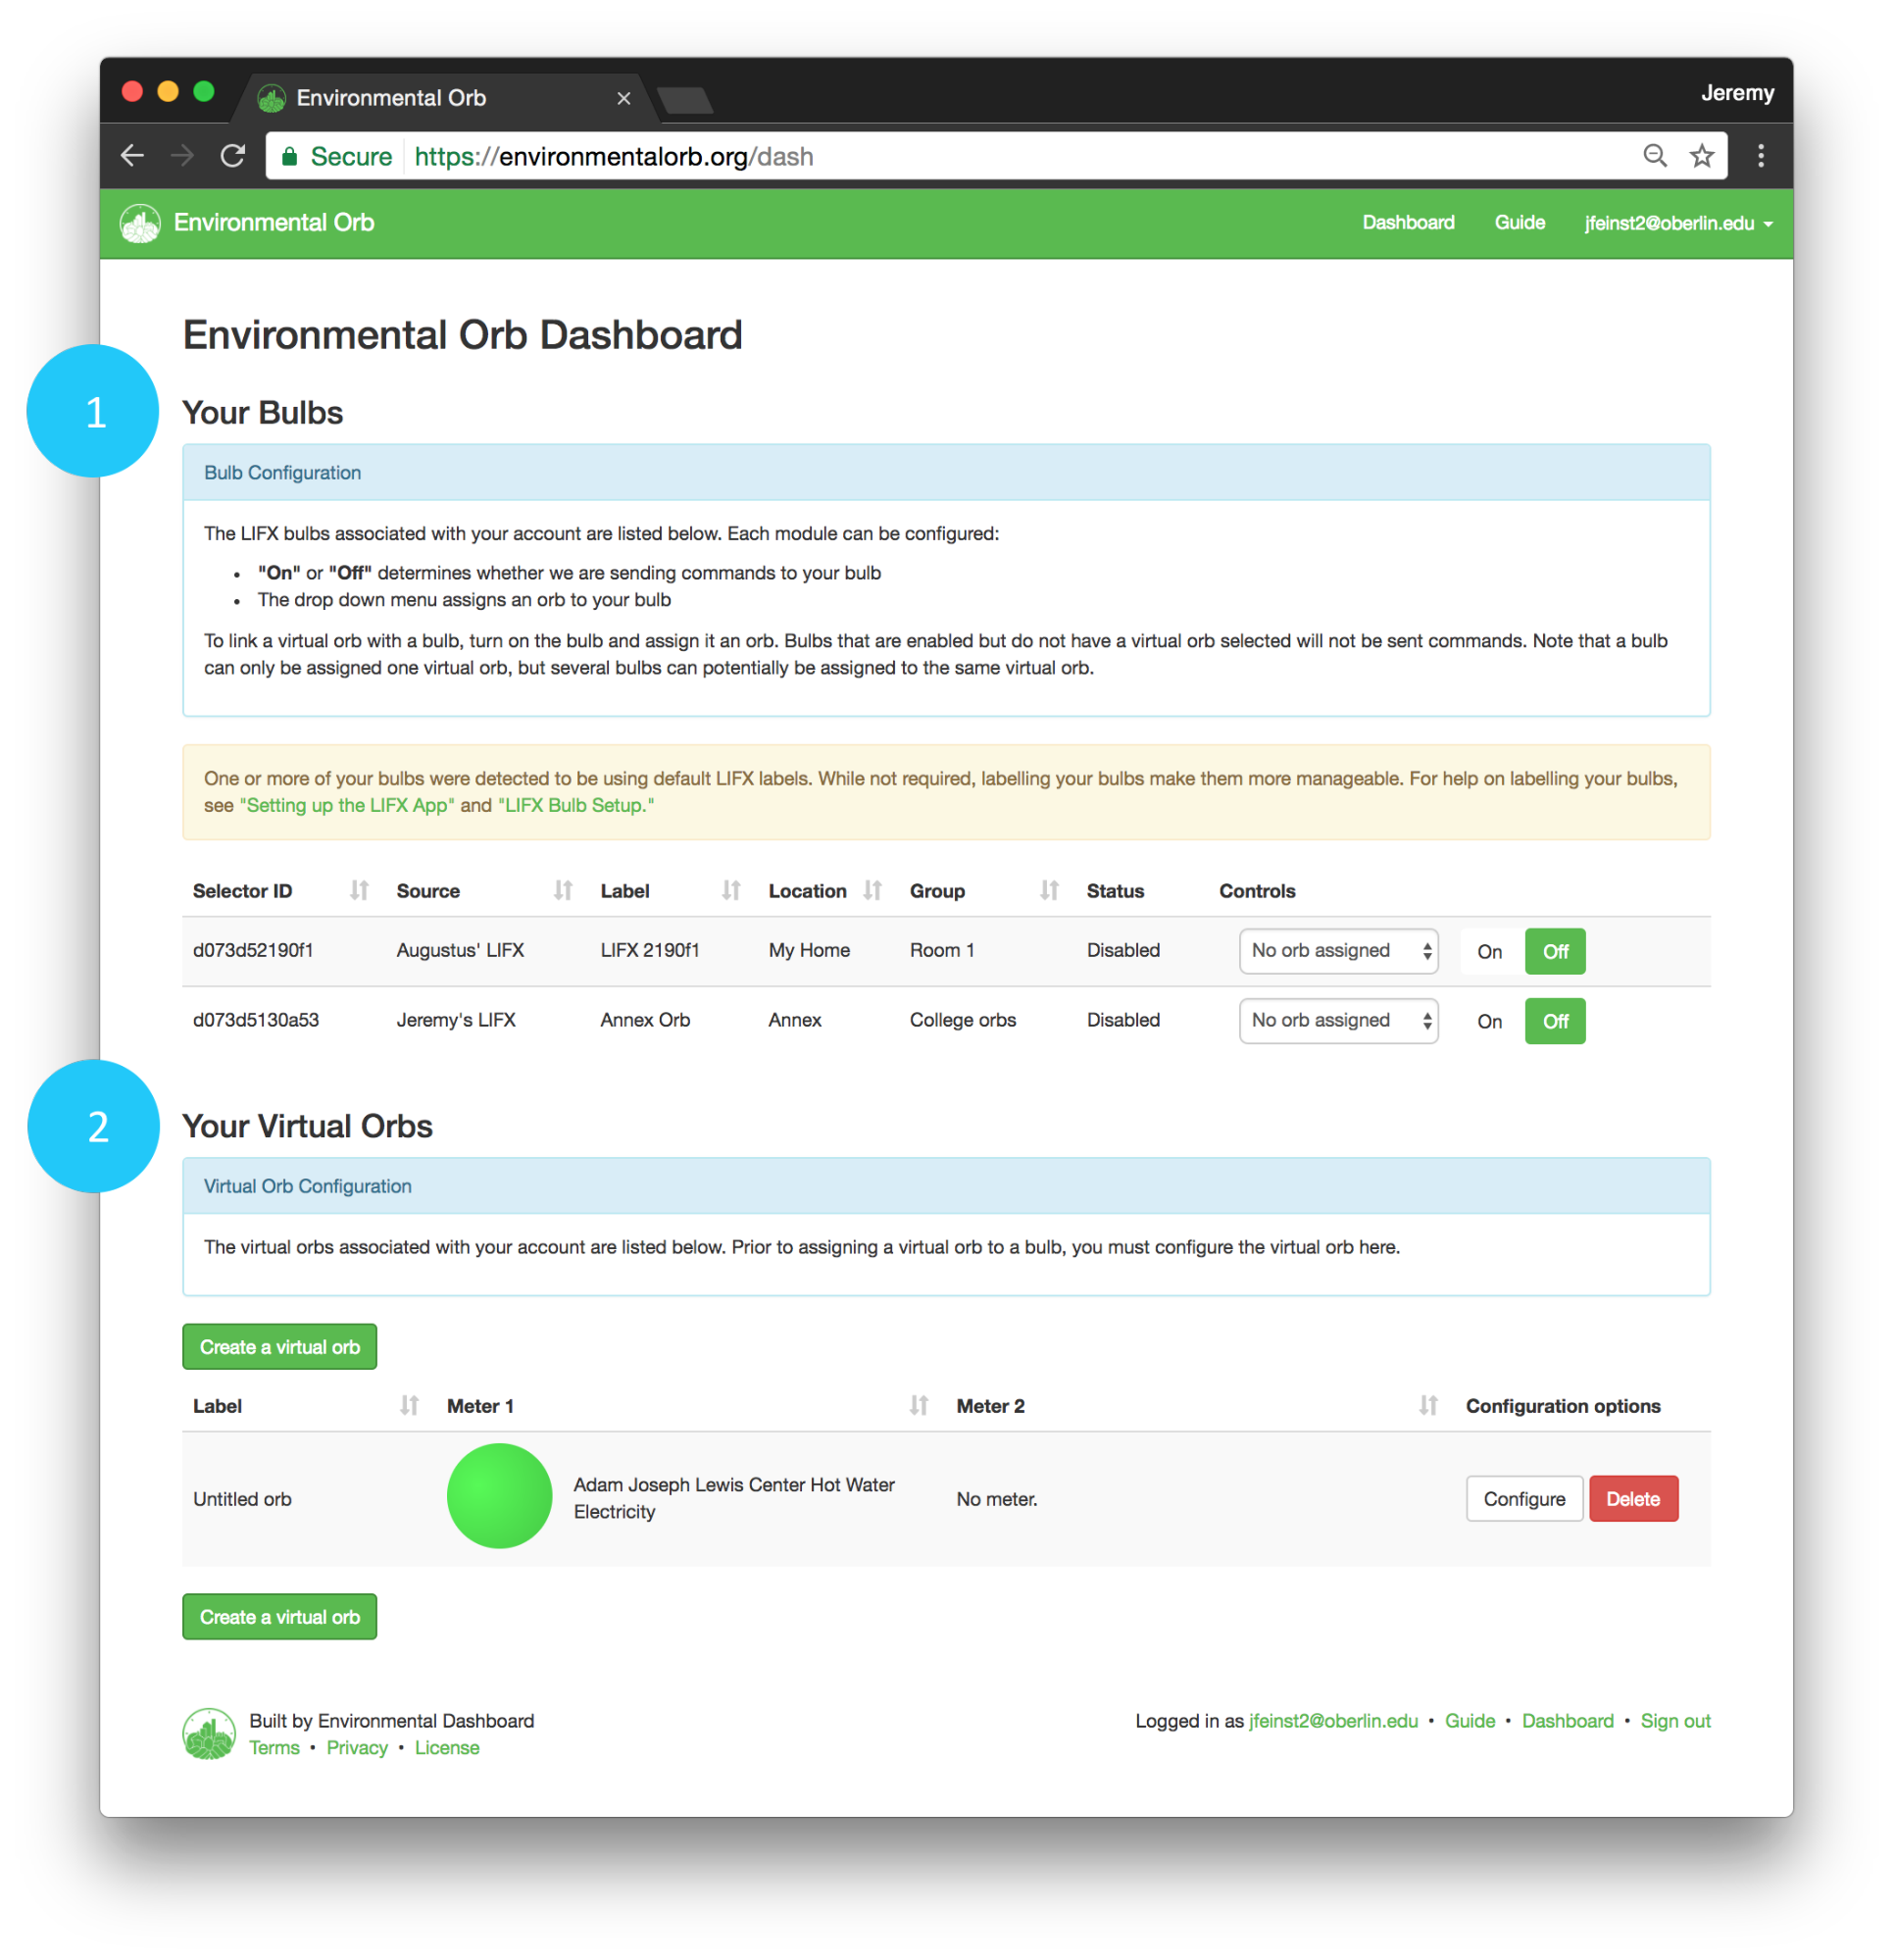 Environmental Orb
Jeremy
Secure https://environmentalorb.org/dash
Environmental Orb Dashboard Guide jfeinst2@oberlin.edu
Environmental Orb Dashboard
1
Your Bulbs
Bulb Configuration
The LIFX bulbs associated with your account are listed below. Each module can be configured:
• "On" or "Off" determines whether we are sending commands to your bulb
• The drop down menu assigns an orb to your bulb
To link a virtual orb with a bulb, turn on the bulb and assign it an orb. Bulbs that are enabled but do not have a virtual orb selected will not be sent commands. Note that a bulb
can only be assigned one virtual orb, but several bulbs can potentially be assigned to the same virtual orb.
One or more of your bulbs were detected to be using default LIFX labels. While not required, labelling your bulbs make them more manageable. For help on labelling your bulbs,
see "Setting up the LIFX App" and "LIFX Bulb Setup."
Selector ID Source Label Location Group Status Controls
d073d52190f1 Augustus' LIFX LIFX 2190f1 My Home Room 1 Disabled No orb assigned On Off
d073d5130a53 Jeremy's LIFX Annex Orb Annex College orbs Disabled No orb assigned On Off
2
Your Virtual Orbs
Virtual Orb Configuration
The virtual orbs associated with your account are listed below. Prior to assigning a virtual orb to a bulb, you must configure the virtual orb here.
Create a virtual orb
Label Meter 1 Meter 2 Configuration options
Untitled orb Adam Joseph Lewis Center Hot Water
Electricity No meter. Configure Delete
Create a virtual orb
Built by Environmental Dashboard Logged in as jfeinst2@oberlin.edu • Guide • Dashboard • Sign out
Terms • Privacy • License